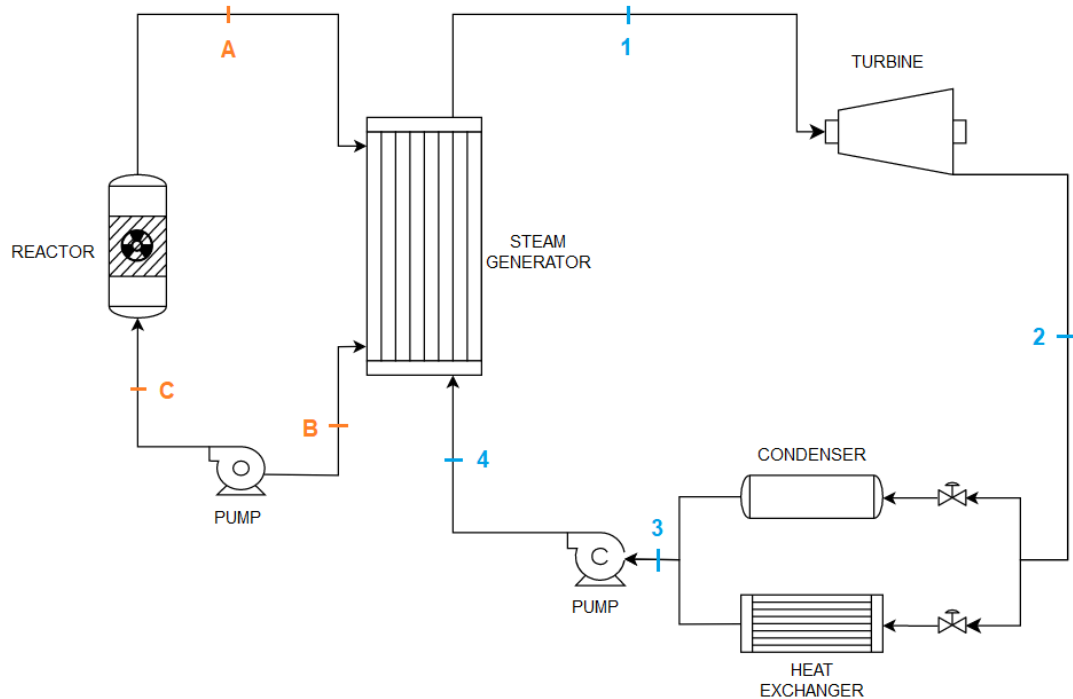 A
1
TURBINE
REACTOR
STEAM
GENERATOR
2
C
B
4
CONDENSER
PUMP
3
C
PUMP
HEAT
EXCHANGER